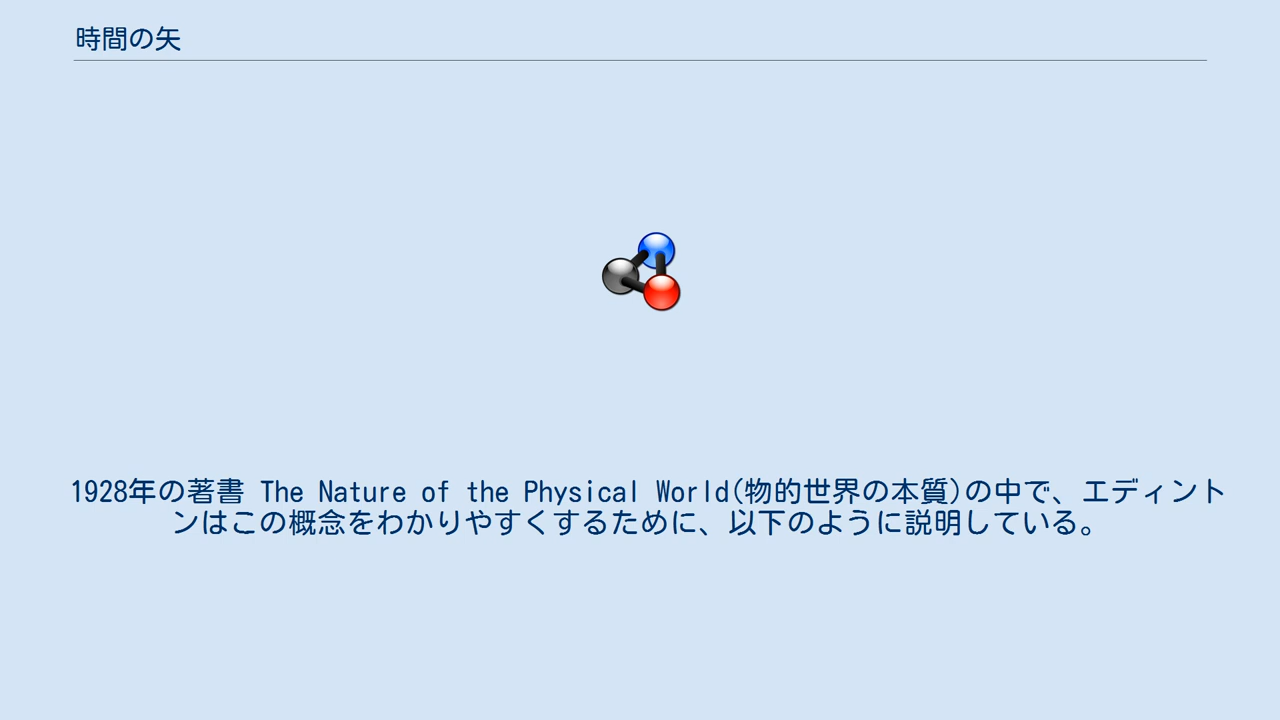 時間の矢
1928年の著書 The Nature of the Physical World(物的世界の本質)の中で、エディント
ンはこの概念をわかりやすくするために、以下のように説明している。